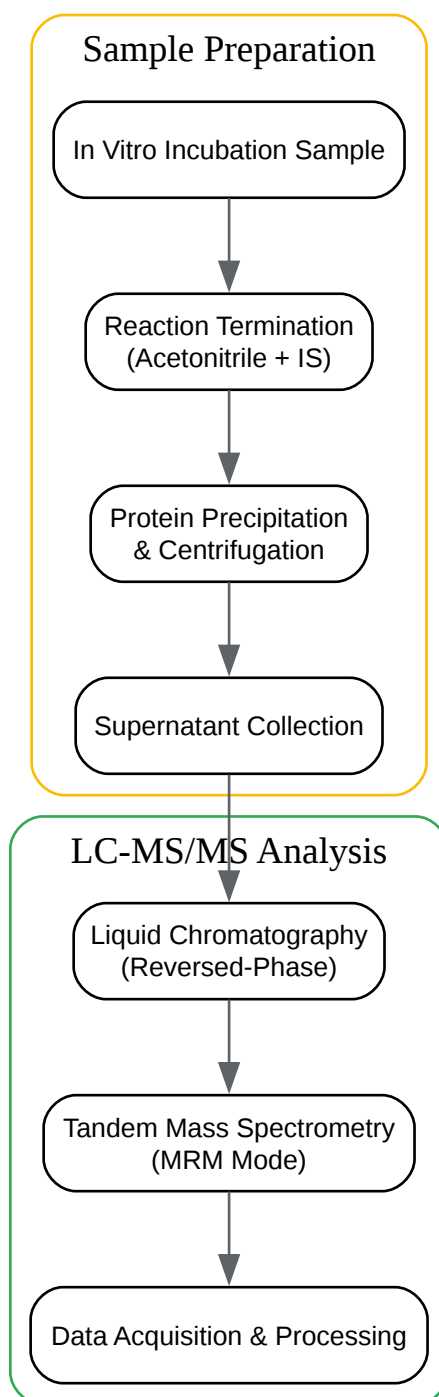 Sample Preparation
In Vitro Incubation Sample
Reaction Termination
(Acetonitrile + IS)
Protein Precipitation
& Centrifugation
Supernatant Collection
LC-MS/MS Analysis
Liquid Chromatography
(Reversed-Phase)
Tandem Mass Spectrometry
(MRM Mode)
Data Acquisition & Processing